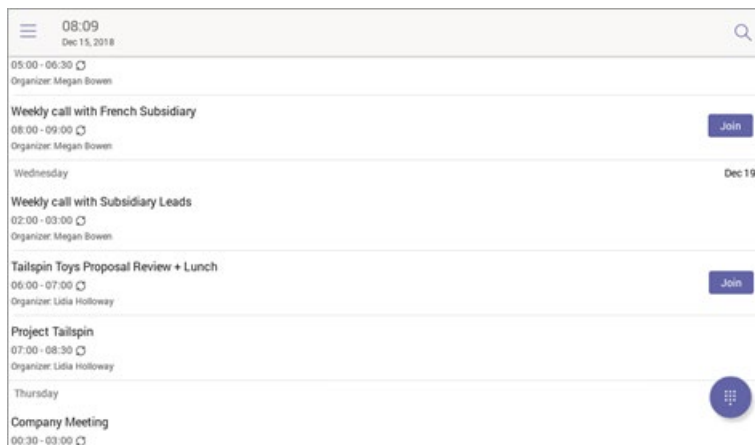 08:09
Dec 15, 2018
05:00 - 06:30
Organizer: Megan Bowen
Weekly call with French Subsidiary
08:00 - 09:00
Join
Organizer: Megan Bowen
Wednesday Dec 19
Weekly call with Subsidiary Leads
02:00 - 03:00
Organizer: Megan Bowen
Tailspin Toys Proposal Review + Lunch
06:00 - 07:00
Join
Organizer: Lidia Holloway
Project Tailspin
07:00 - 08:30
Organizer: Lidia Holloway
Thursday
Company Meeting
00:30 - 03:00